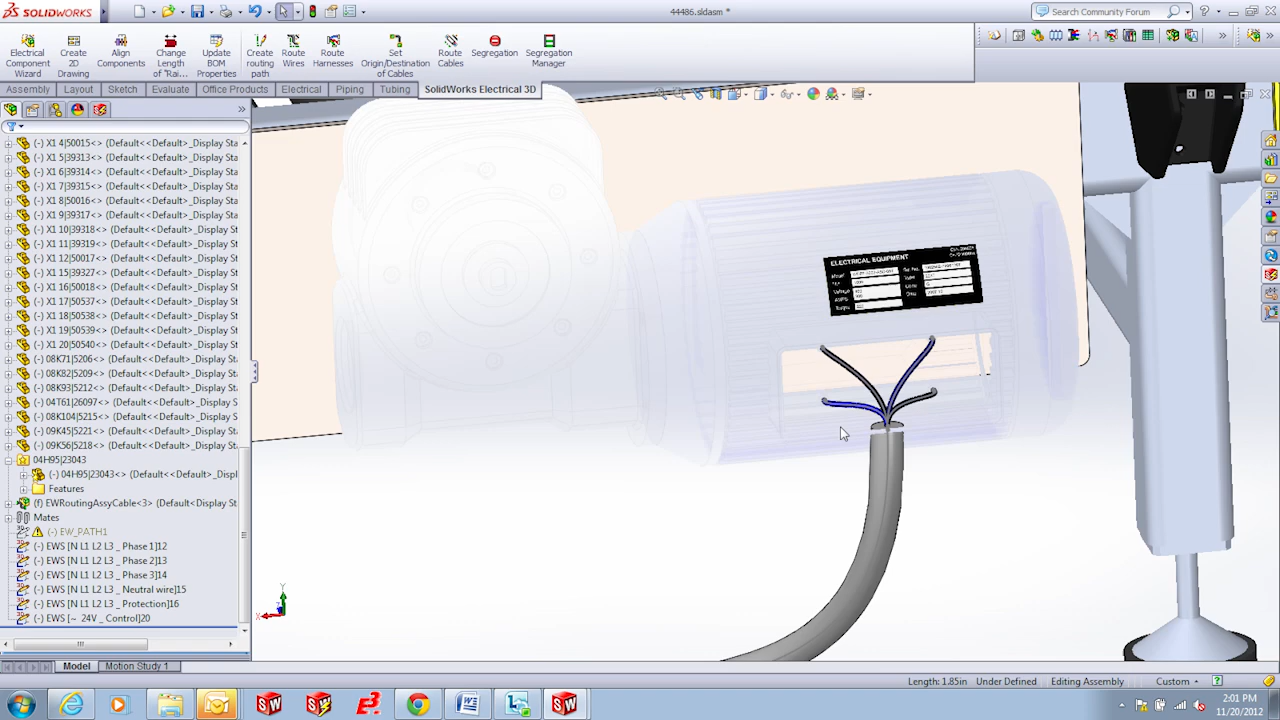 SOLIDWORKS
44486.sldasm *
Search Community Forum
Electrical Component Wizard
Create 2D Drawing
Align Components
Change Length of "Rai...
Update BOM Properties
Create routing path
Route Wires
Route Harnesses
Set Origin/Destination of Cables
Route Cables
Segregation
Segregation Manager
Assembly Layout Sketch Evaluate Office Products Electrical Piping Tubing SolidWorks Electrical 3D
(-) X1 4|50015<> (Default<<Default>_Display Sta
(-) X1 5|39313<> (Default<<Default>_Display Sta
(-) X1 6|39314<> (Default<<Default>_Display Sta
(-) X1 7|39315<> (Default<<Default>_Display Sta
(-) X1 8|50016<> (Default<<Default>_Display Sta
(-) X1 9|39317<> (Default<<Default>_Display Sta
(-) X1 10|39318<> (Default<<Default>_Display St
(-) X1 11|39319<> (Default<<Default>_Display St
(-) X1 12|50017<> (Default<<Default>_Display St
(-) X1 15|39327<> (Default<<Default>_Display St
(-) X1 16|50018<> (Default<<Default>_Display St
(-) X1 17|50537<> (Default<<Default>_Display St
(-) X1 18|50538<> (Default<<Default>_Display St
(-) X1 19|50539<> (Default<<Default>_Display St
(-) X1 20|50540<> (Default<<Default>_Display St
(-) 08K71|5206<> (Default<<Default>_Display Sta
(-) 08K82|5209<> (Default<<Default>_Display Sta
(-) 08K93|5212<> (Default<<Default>_Display Sta
(-) 04T61|26097<> (Default<<Default>_Display St
(-) 08K104|5215<> (Default<<Default>_Display St
(-) 09K45|5221<> (Default<<Default>_Display Sta
(-) 09K56|5218<> (Default<<Default>_Display Sta
04H95|23043
(-) 04H95|23043<> (Default<<Default>_Displ
Features
(f) EWRoutingAssyCable<3> (Default<Display St
Mates
(-) EW_PATH1
(-) EWS [N L1 L2 L3 _ Phase 1]12
(-) EWS [N L1 L2 L3 _ Phase 2]13
(-) EWS [N L1 L2 L3 _ Phase 3]14
(-) EWS [N L1 L2 L3 _ Neutral wire]15
(-) EWS [N L1 L2 L3 _ Protection]16
(-) EWS [~ 24V _ Control]20
ELECTRICAL EQUIPMENT
Model
Voltage
Y
X
Model Motion Study 1
Length: 1.85in Under Defined Editing Assembly Custom
2:01 PM
11/20/2012